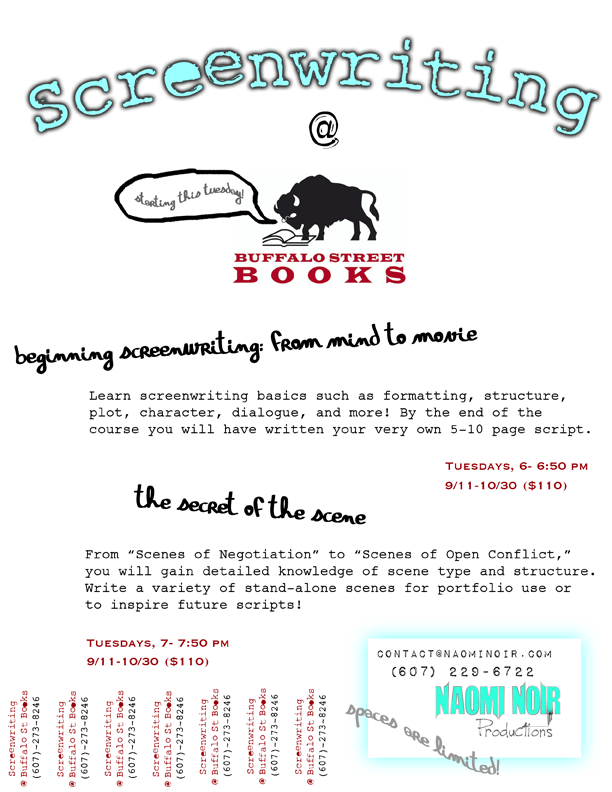 Screenwriting
@
starting this tuesday!
BUFFALO STREET
BOOKS
beginning screenwriting: from mind to movie
Learn screenwriting basics such as formatting, structure,
plot, character, dialogue, and more! By the end of the
course you will have written your very own 5-10 page script.
Tuesdays, 6- 6:50 pm
9/11-10/30 ($110)
the secret of the scene
From “Scenes of Negotiation” to “Scenes of Open Conflict,”
you will gain detailed knowledge of scene type and structure.
Write a variety of stand-alone scenes for portfolio use or
to inspire future scripts!
Tuesdays, 7- 7:50 pm
9/11-10/30 ($110)
CONTACT@NAOMINOIR.COM
(607) 229-6722
NAOMI NOIR
Productions
spaces are limited!
Screenwriting
@ Buffalo St Books
(607)-273-8246
Screenwriting
@ Buffalo St Books
(607)-273-8246
Screenwriting
@ Buffalo St Books
(607)-273-8246
Screenwriting
@ Buffalo St Books
(607)-273-8246
Screenwriting
@ Buffalo St Books
(607)-273-8246
Screenwriting
@ Buffalo St Books
(607)-273-8246
Screenwriting
@ Buffalo St Books
(607)-273-8246